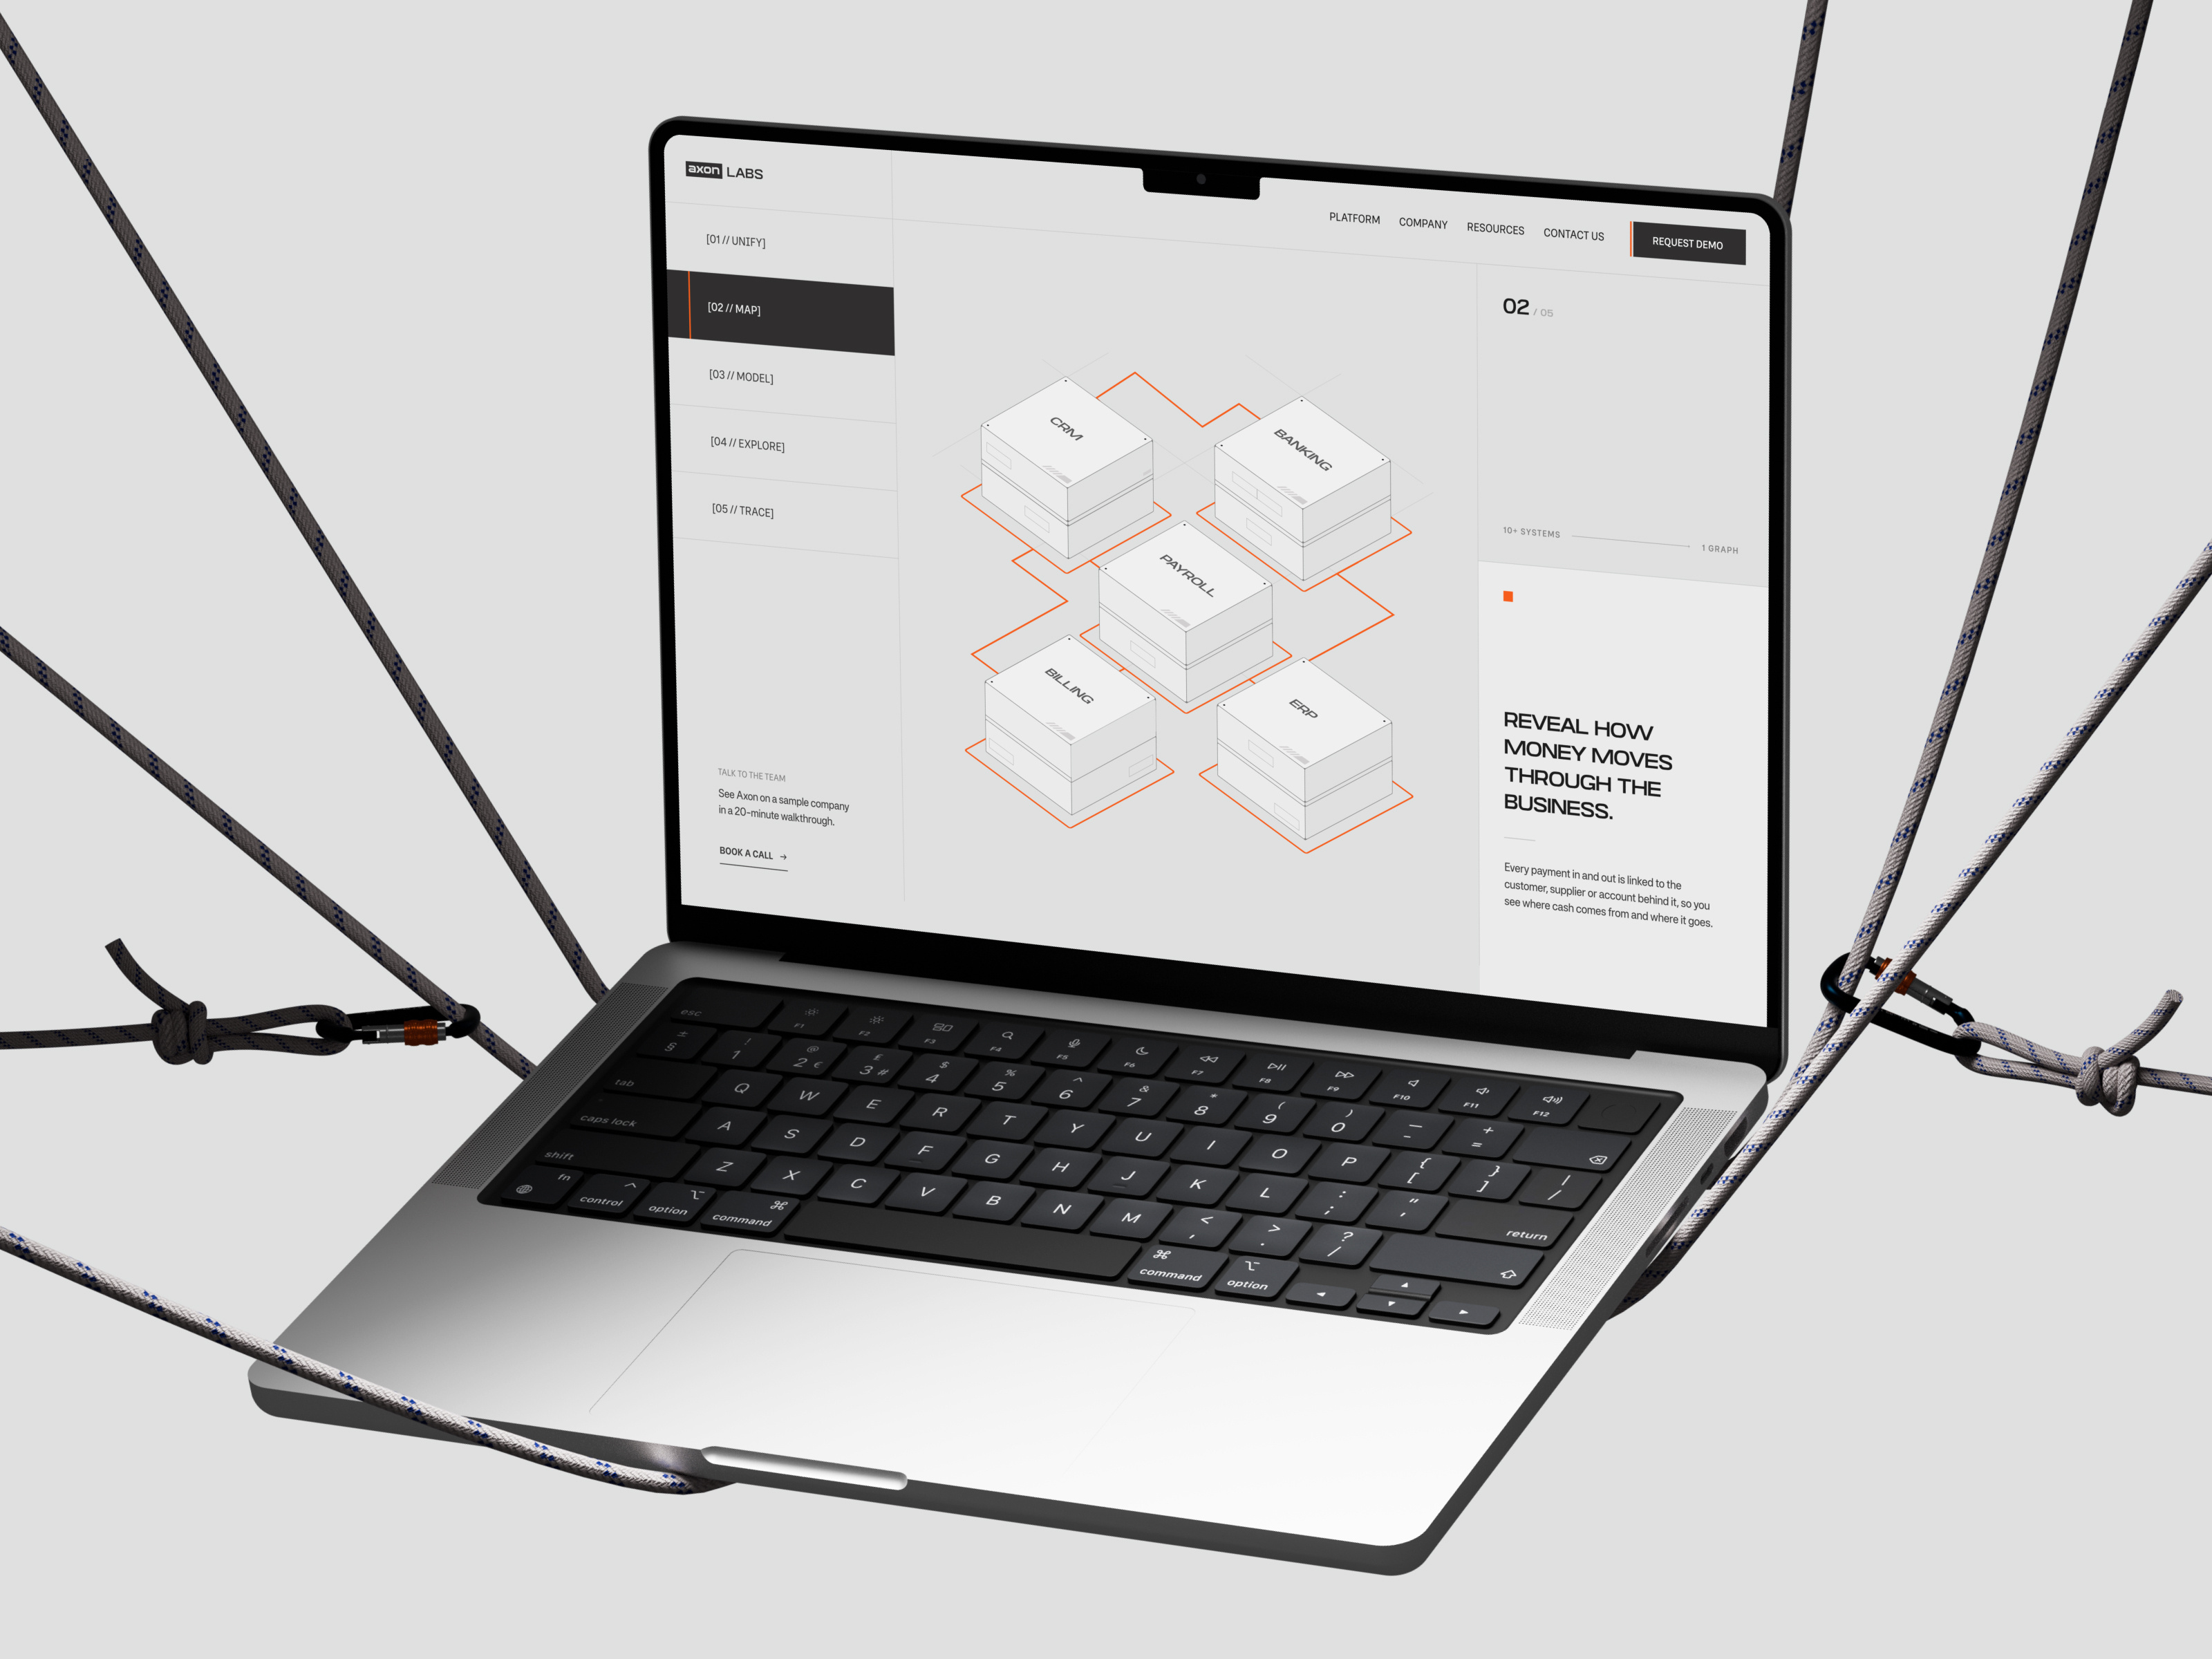 axon LABS
PLATFORM
COMPANY
RESOURCES
CONTACT US
REQUEST DEMO
[01 // UNIFY]
[02 // MAP]
[03 // MODEL]
[04 // EXPLORE]
[05 // TRACE]
TALK TO THE TEAM
See Axon on a sample company
in a 20-minute walkthrough.
BOOK A CALL →
CRM
BANKING
PAYROLL
BILLING
ERP
02 / 05
10+ SYSTEMS
1 GRAPH
REVEAL HOW
MONEY MOVES
THROUGH THE
BUSINESS.
Every payment in and out is linked to the
customer, supplier or account behind it, so you
see where cash comes from and where it goes.
esc F1 F2 F3 F4 F5 F6 F7 F8 F9 F10 F11 F12
± § ! 1 @ 2 € £ 3 # $ 4 % 5 ^ 6 & 7 * 8 ( 9 ) 0 — - + =
tab Q W E R T Y U I O P { [ } ]
caps lock A S D F G H J K L : ; " ' | \ return
shift Z X C V B N M < , > . ? /
fn control option command command option